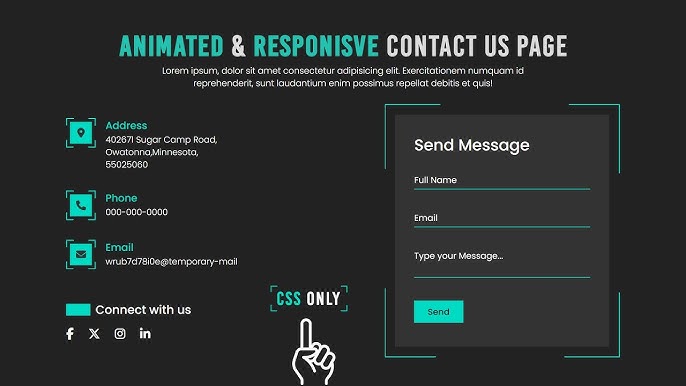 ANIMATED & RESPONISVE CONTACT US PAGE
Lorem ipsum, dolor sit amet consectetur adipisicing elit. Exercitationem numquam id
reprehenderit, sunt laudantium enim possimus repellat debitis et quis!
Address
402671 Sugar Camp Road,
Owatonna,Minnesota,
55025060
Phone
000-000-0000
Email
wrub7d78i0e@temporary-mail
Connect with us
CSS ONLY
Send Message
Full Name
Email
Type your Message...
Send